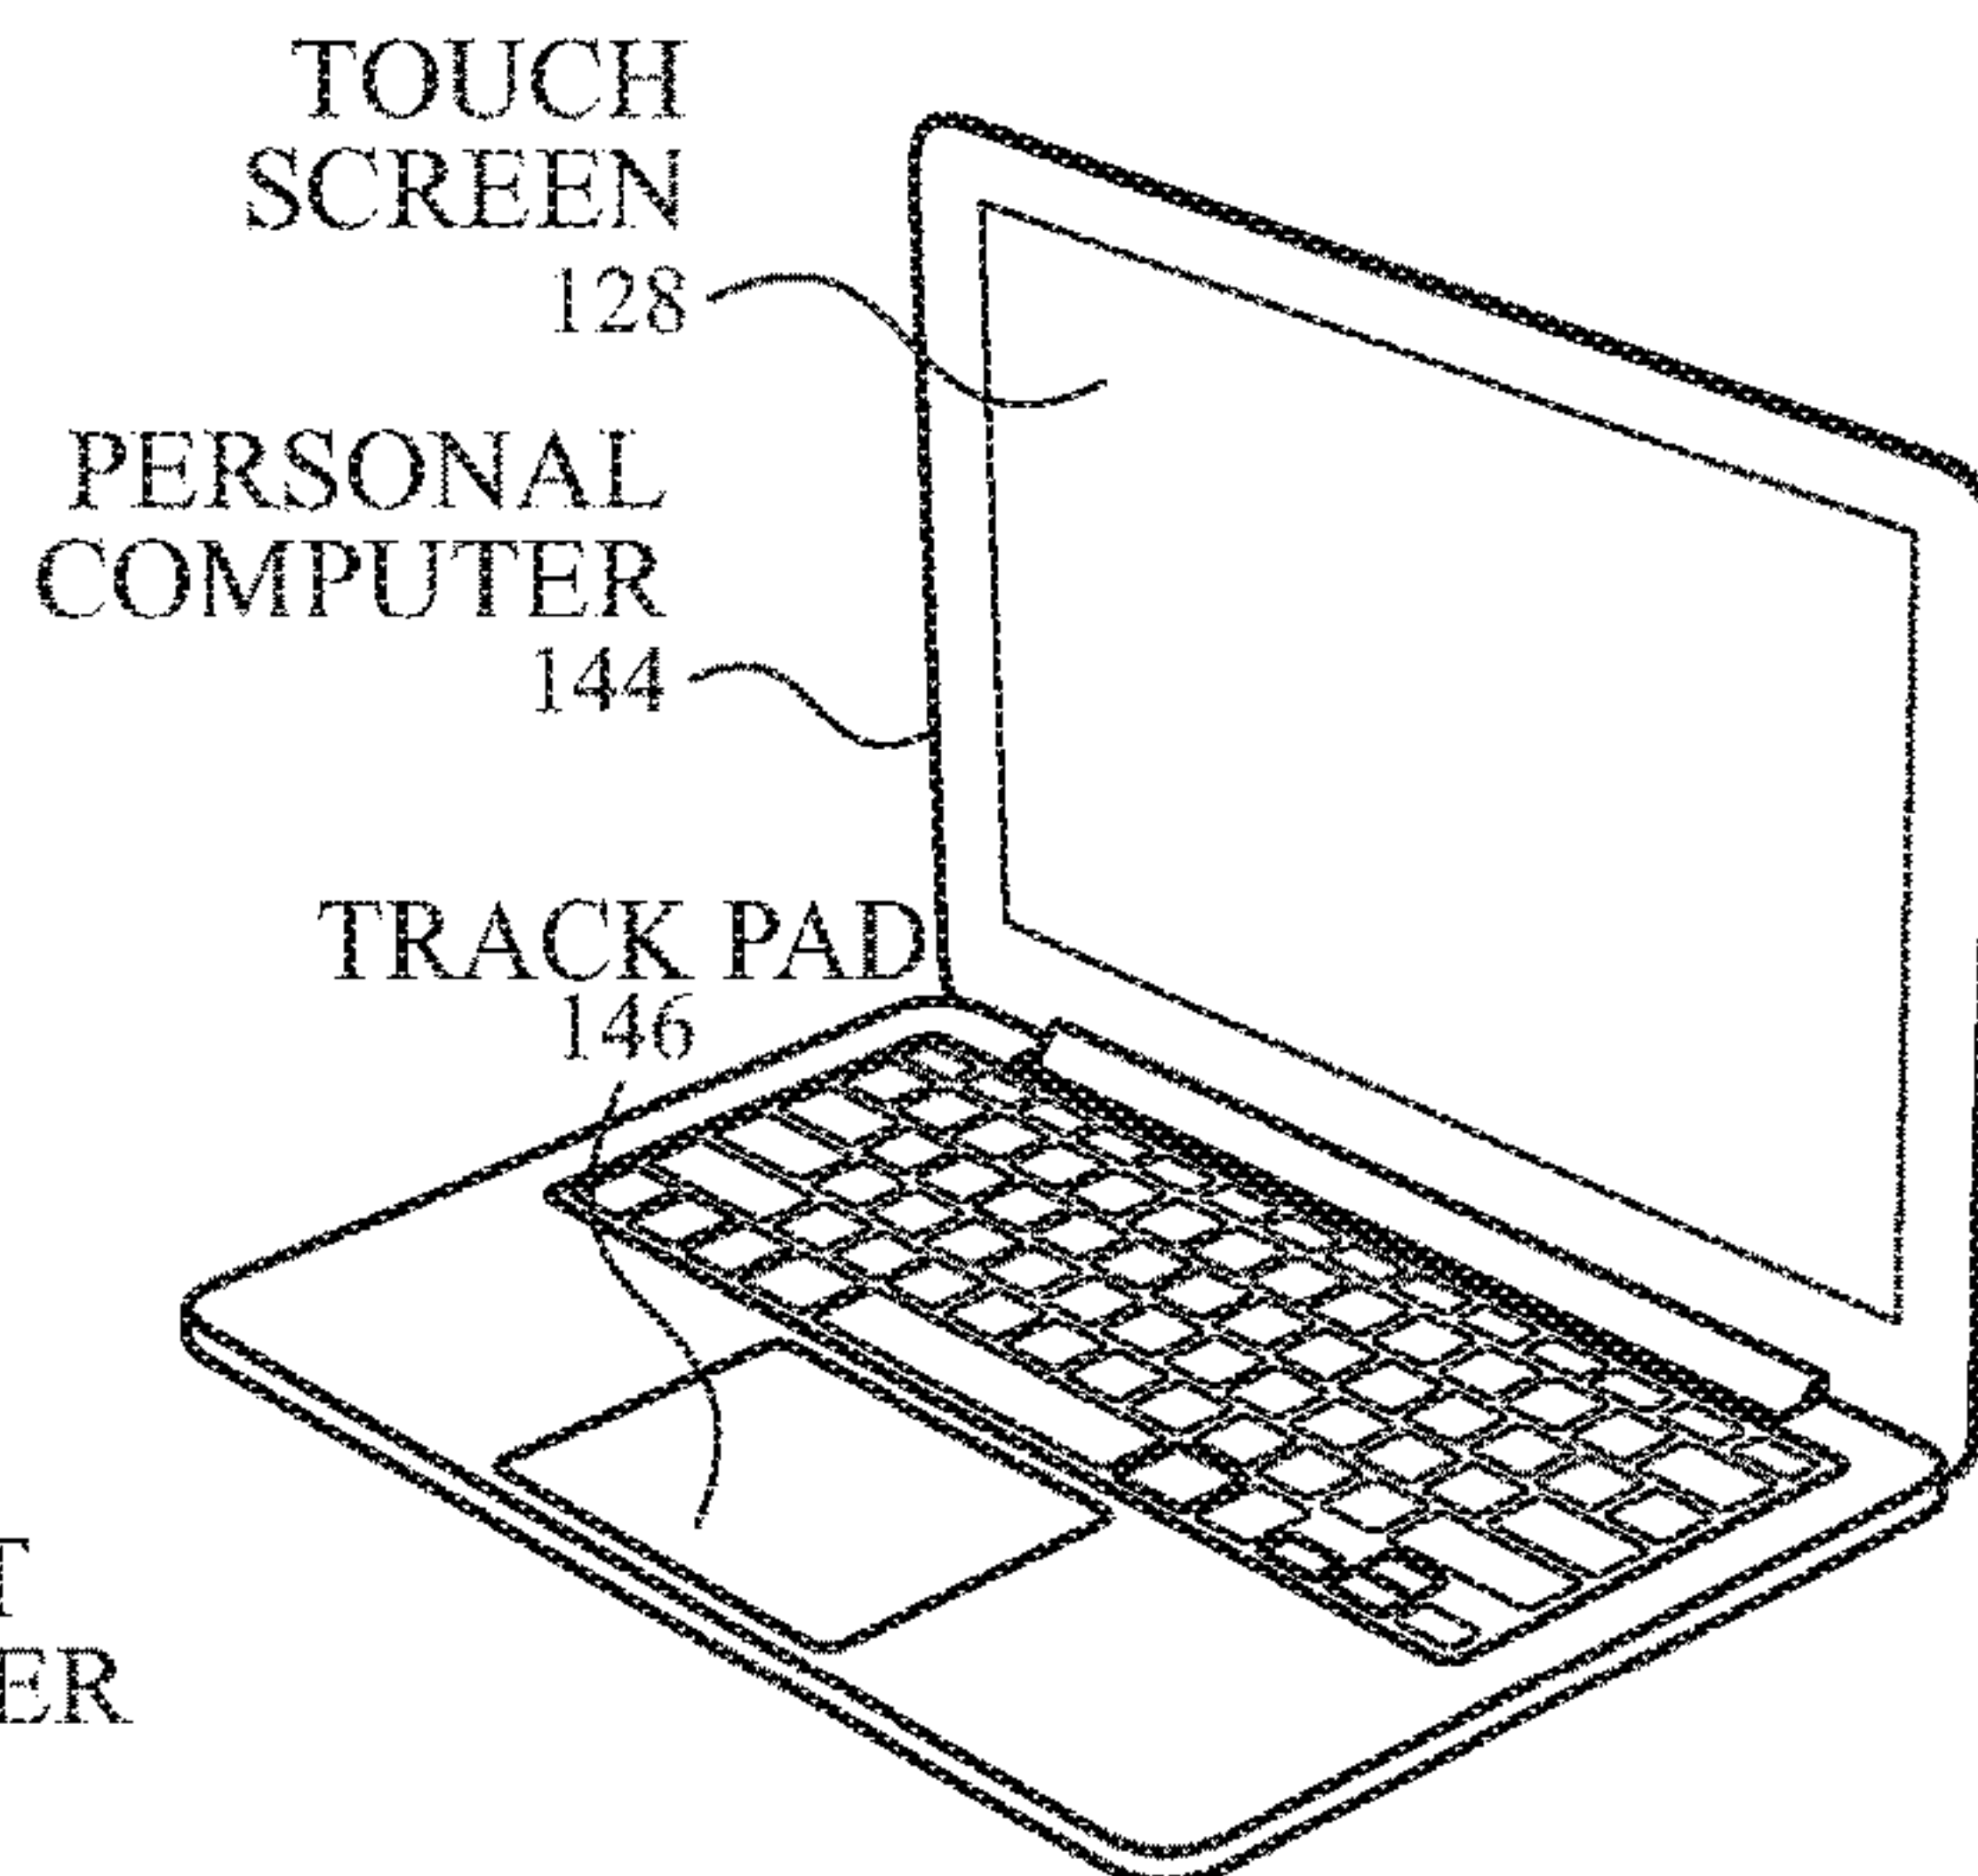 TOUCH
SCREEN
128
PERSONAL
COMPUTER
144
TRACK PAD
146